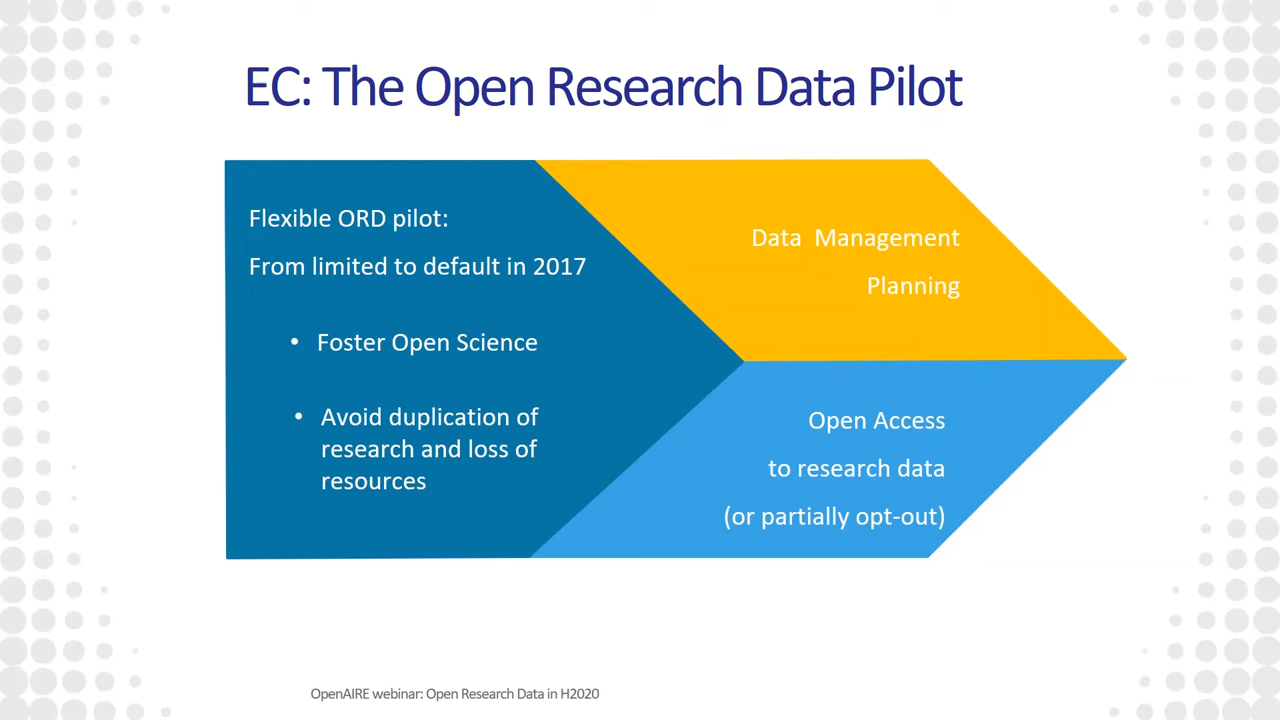 EC: The Open Research Data Pilot
Flexible ORD pilot:
From limited to default in 2017
• Foster Open Science
• Avoid duplication of
research and loss of
resources
Data Management
Planning
Open Access
to research data
(or partially opt-out)
OpenAIRE webinar: Open Research Data in H2020